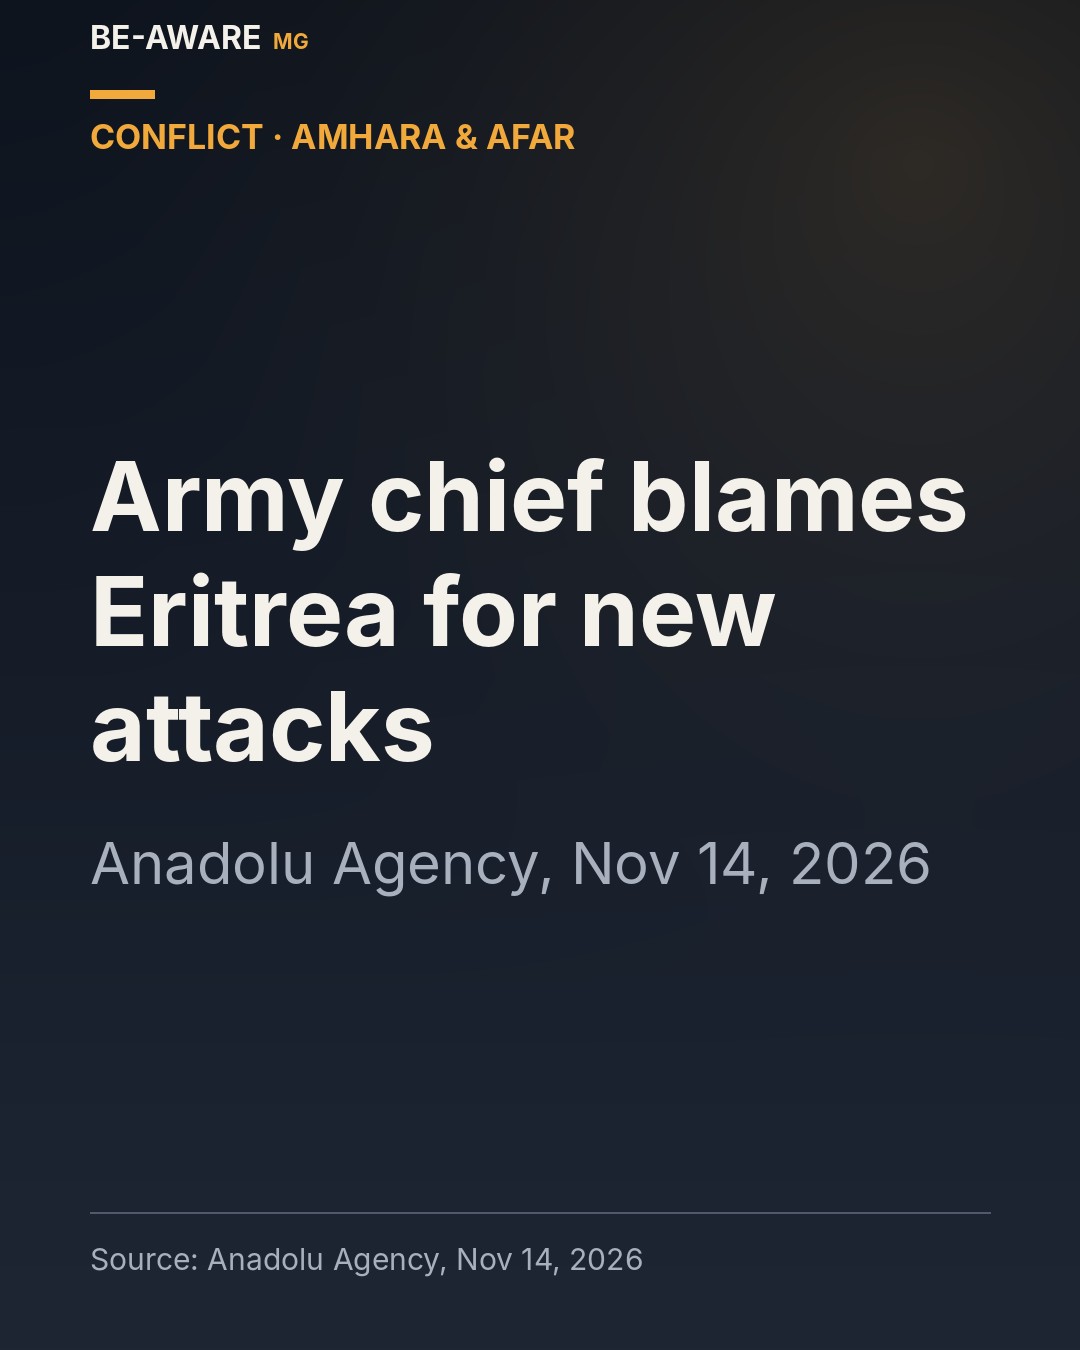 BE-AWARE MG
CONFLICT · AMHARA & AFAR
Army chief blames
Eritrea for new
attacks
Anadolu Agency, Nov 14, 2026
Source: Anadolu Agency, Nov 14, 2026